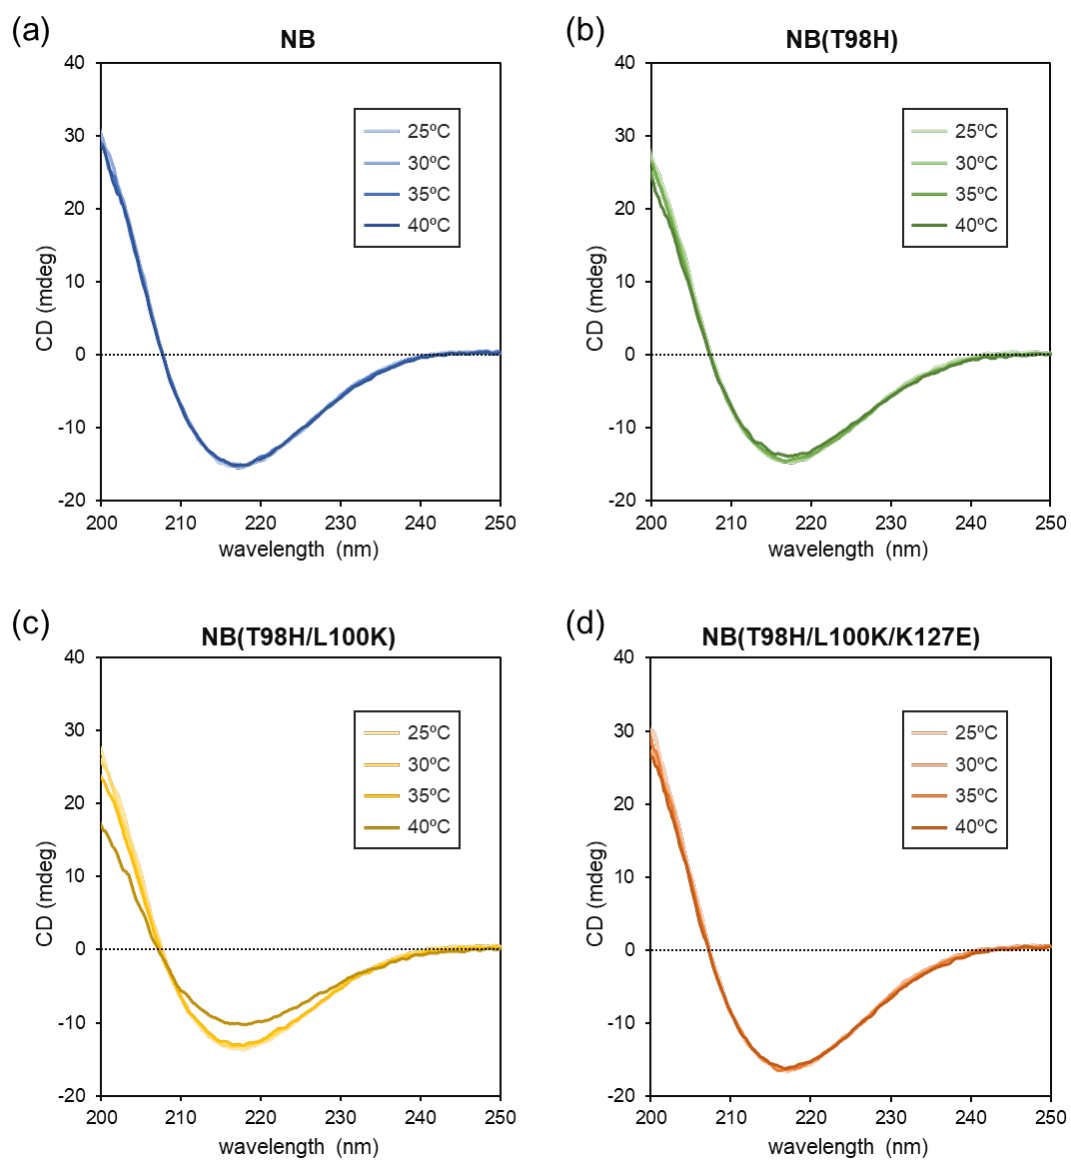 (a)
NB
40
30
20
10
0
-10
-20
CD (mdeg)
25ºC
30ºC
35ºC
40ºC
200
210
220
230
240
250
wavelength (nm)
(b)
NB(T98H)
40
30
20
10
0
-10
-20
CD (mdeg)
25ºC
30ºC
35ºC
40ºC
200
210
220
230
240
250
wavelength (nm)
(c)
NB(T98H/L100K)
40
30
20
10
0
-10
-20
CD (mdeg)
25ºC
30ºC
35ºC
40ºC
200
210
220
230
240
250
wavelength (nm)
(d)
NB(T98H/L100K/K127E)
40
30
20
10
0
-10
-20
CD (mdeg)
25ºC
30ºC
35ºC
40ºC
200
210
220
230
240
250
wavelength (nm)